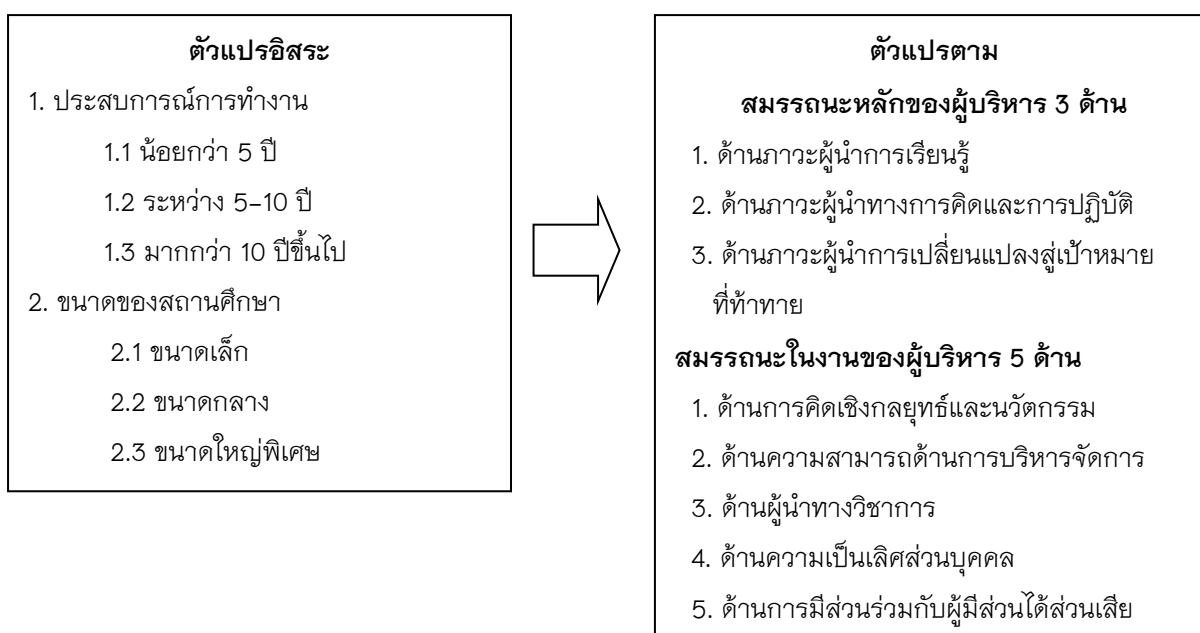 ตัวแปรอิสระ
1. ประสบการณ์การทำงาน
1.1 น้อยกว่า 5 ปี
1.2 ระหว่าง 5–10 ปี
1.3 มากกว่า 10 ปีขึ้นไป
2. ขนาดของสถานศึกษา
2.1 ขนาดเล็ก
2.2 ขนาดกลาง
2.3 ขนาดใหญ่พิเศษ
ตัวแปรตาม
สมรรถนะหลักของผู้บริหาร 3 ด้าน
1. ด้านภาวะผู้นำการเรียนรู้
2. ด้านภาวะผู้นำทางการคิดและการปฏิบัติ
3. ด้านภาวะผู้นำการเปลี่ยนแปลงสู่เป้าหมาย
ที่ท้าทาย
สมรรถนะในงานของผู้บริหาร 5 ด้าน
1. ด้านการคิดเชิงกลยุทธ์และนวัตกรรม
2. ด้านความสามารถด้านการบริหารจัดการ
3. ด้านผู้นำทางวิชาการ
4. ด้านความเป็นเลิศส่วนบุคคล
5. ด้านการมีส่วนร่วมกับผู้มีส่วนได้ส่วนเสีย